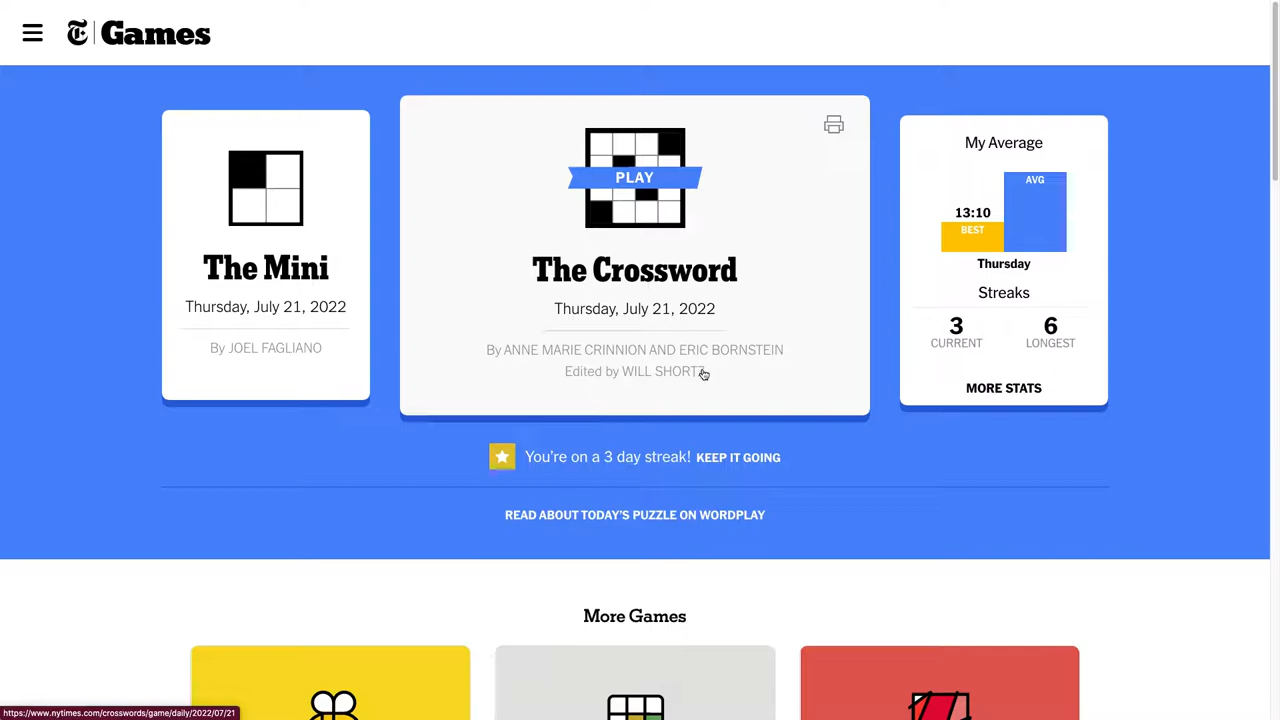 T Games
The Mini
Thursday, July 21, 2022
By JOEL FAGLIANO
PLAY
The Crossword
Thursday, July 21, 2022
By ANNE MARIE CRINNION AND ERIC BORNSTEIN
Edited by WILL SHORTZ
My Average
AVG
13:10
BEST
Thursday
Streaks
3 6
CURRENT LONGEST
MORE STATS
You're on a 3 day streak! KEEP IT GOING
READ ABOUT TODAY'S PUZZLE ON WORDPLAY
More Games
https://www.nytimes.com/crosswords/game/daily/2022/07/21